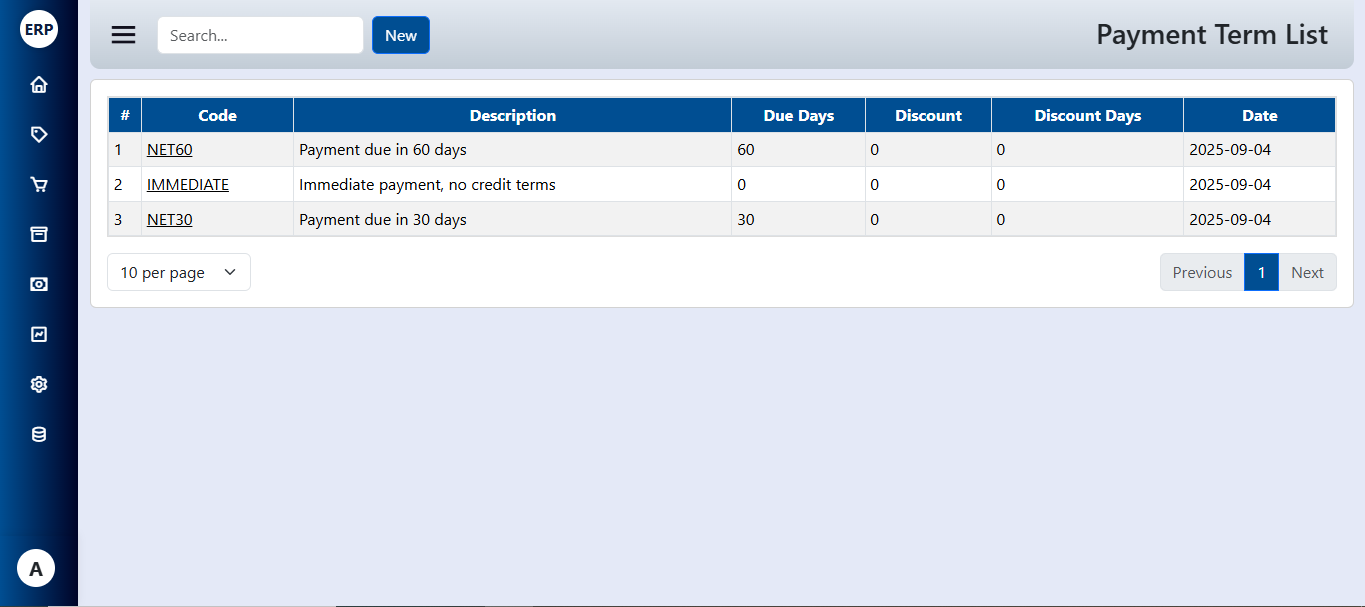 ERP
Search...
New
Payment Term List
# Code Description Due Days Discount Discount Days Date
1 NET60 Payment due in 60 days 60 0 0 2025-09-04
2 IMMEDIATE Immediate payment, no credit terms 0 0 0 2025-09-04
3 NET30 Payment due in 30 days 30 0 0 2025-09-04
10 per page
Previous 1 Next
A